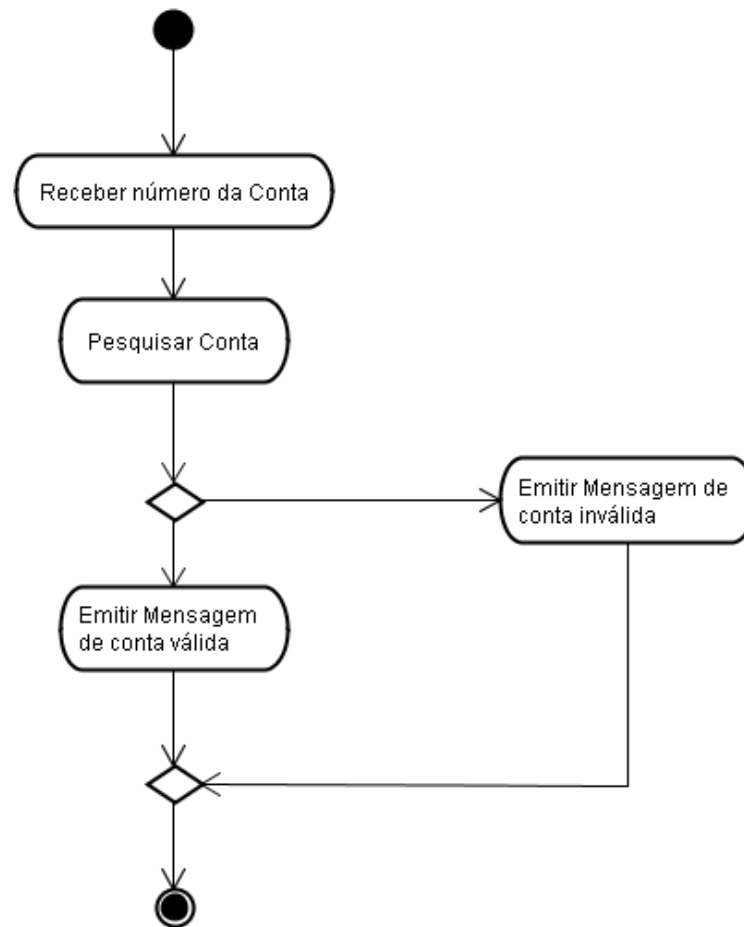 Receber número da Conta
Pesquisar Conta
Emitir Mensagem de
conta inválida
Emitir Mensagem
de conta válida